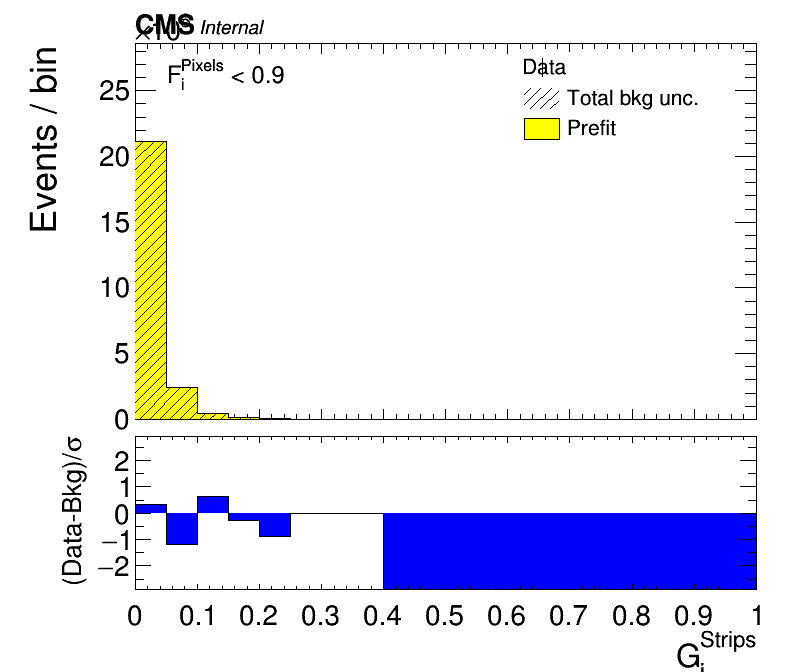 CMS Internal
×10
F_i^Pixels < 0.9
Data
Total bkg unc.
Prefit
Events / bin
25
20
15
10
5
0
(Data-Bkg)/σ
2
1
0
−1
−2
0 0.1 0.2 0.3 0.4 0.5 0.6 0.7 0.8 0.9 1
G_i^Strips